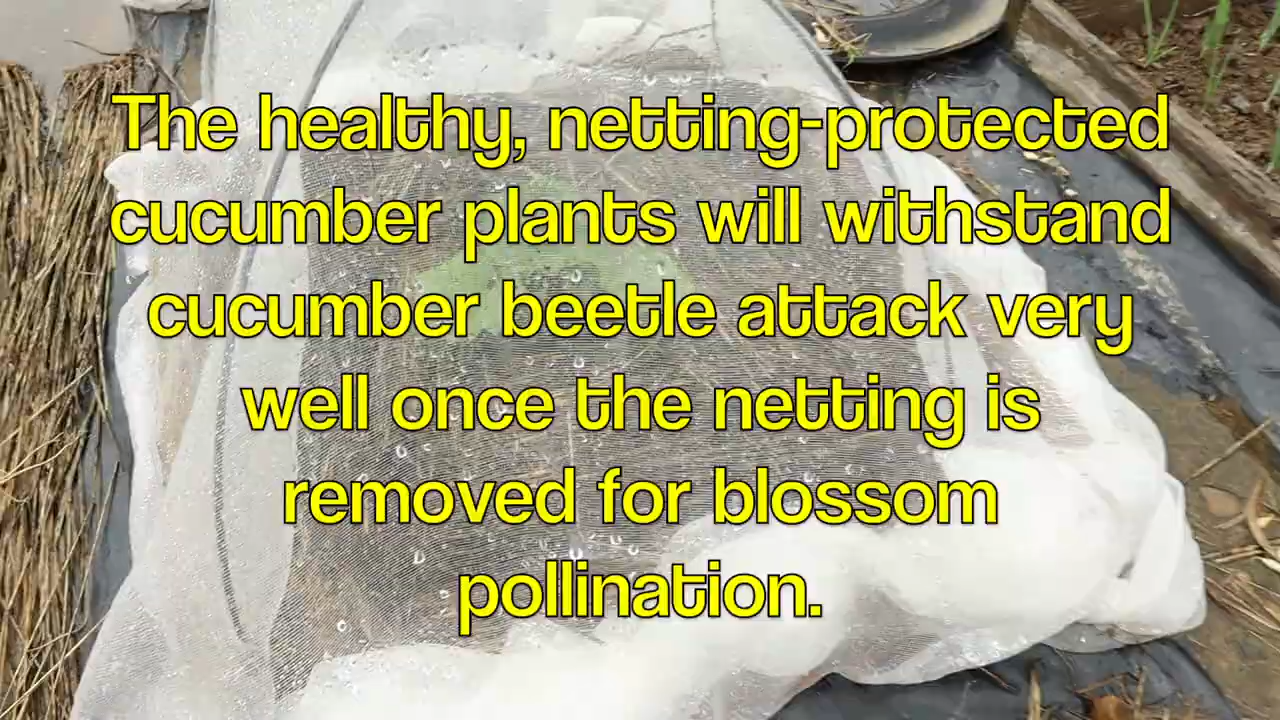 The healthy, netting-protected
cucumber plants will withstand
cucumber beetle attack very
well once the netting is
removed for blossom
pollination.